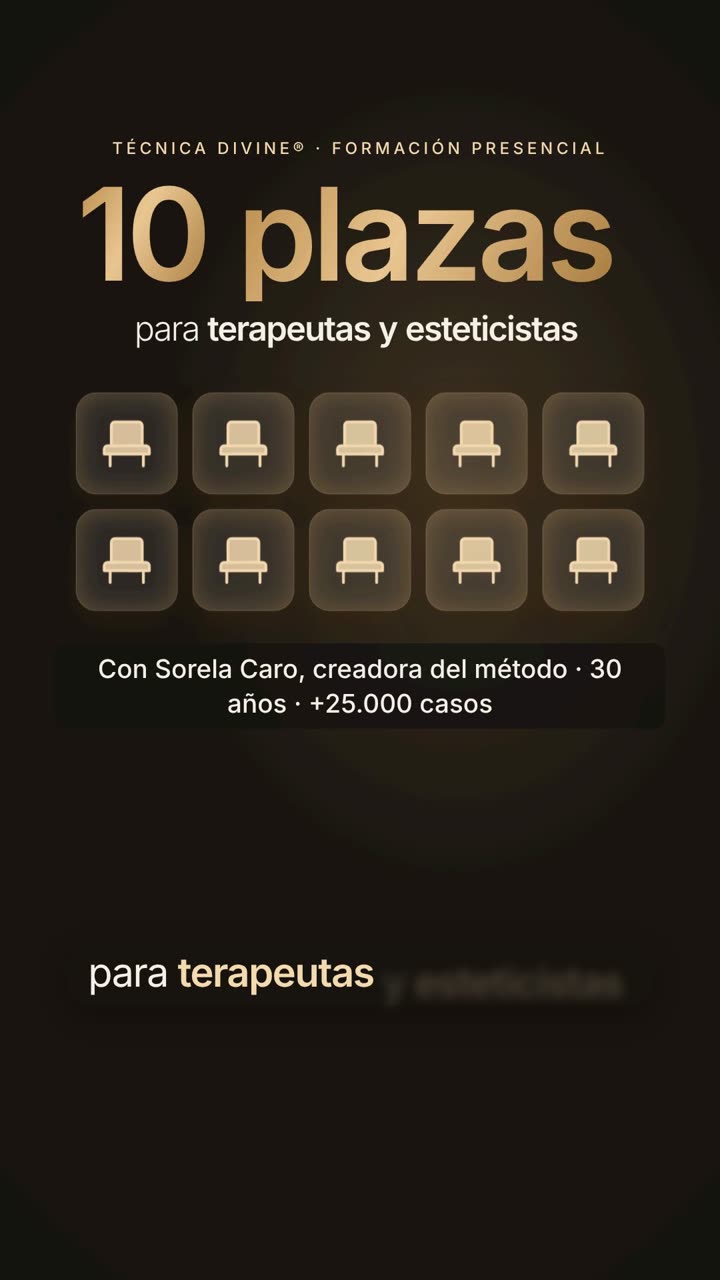 TÉCNICA DIVINE® · FORMACIÓN PRESENCIAL
10 plazas
para terapeutas y esteticistas
Con Sorela Caro, creadora del método · 30
años · +25.000 casos
para terapeutas y esteticistas